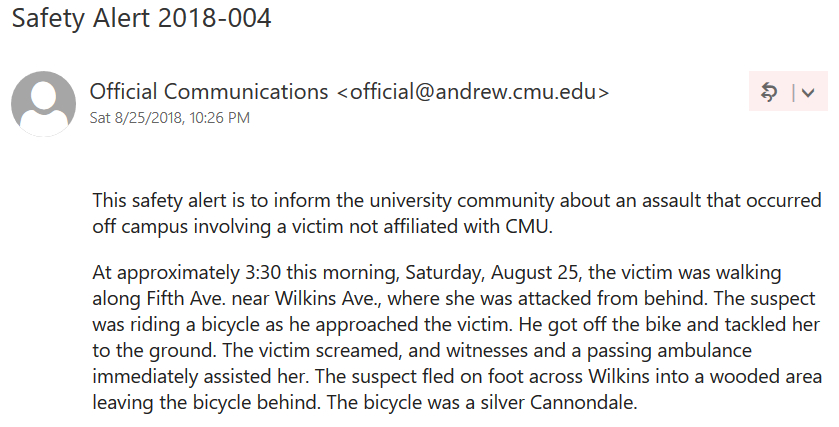 Safety Alert 2018-004
Official Communications <official@andrew.cmu.edu>
Sat 8/25/2018, 10:26 PM
This safety alert is to inform the university community about an assault that occurred
off campus involving a victim not affiliated with CMU.
At approximately 3:30 this morning, Saturday, August 25, the victim was walking
along Fifth Ave. near Wilkins Ave., where she was attacked from behind. The suspect
was riding a bicycle as he approached the victim. He got off the bike and tackled her
to the ground. The victim screamed, and witnesses and a passing ambulance
immediately assisted her. The suspect fled on foot across Wilkins into a wooded area
leaving the bicycle behind. The bicycle was a silver Cannondale.